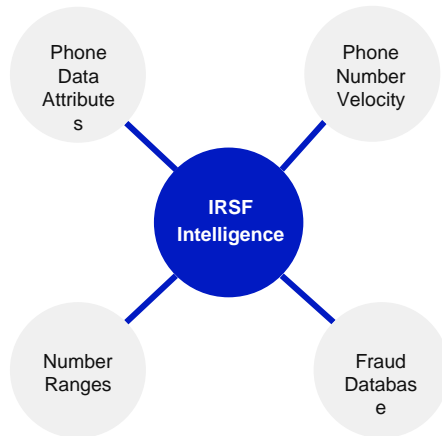 Phone
Data
Attribute
s
Phone
Number
Velocity
IRSF
Intelligence
Number
Ranges
Fraud
Databas
e